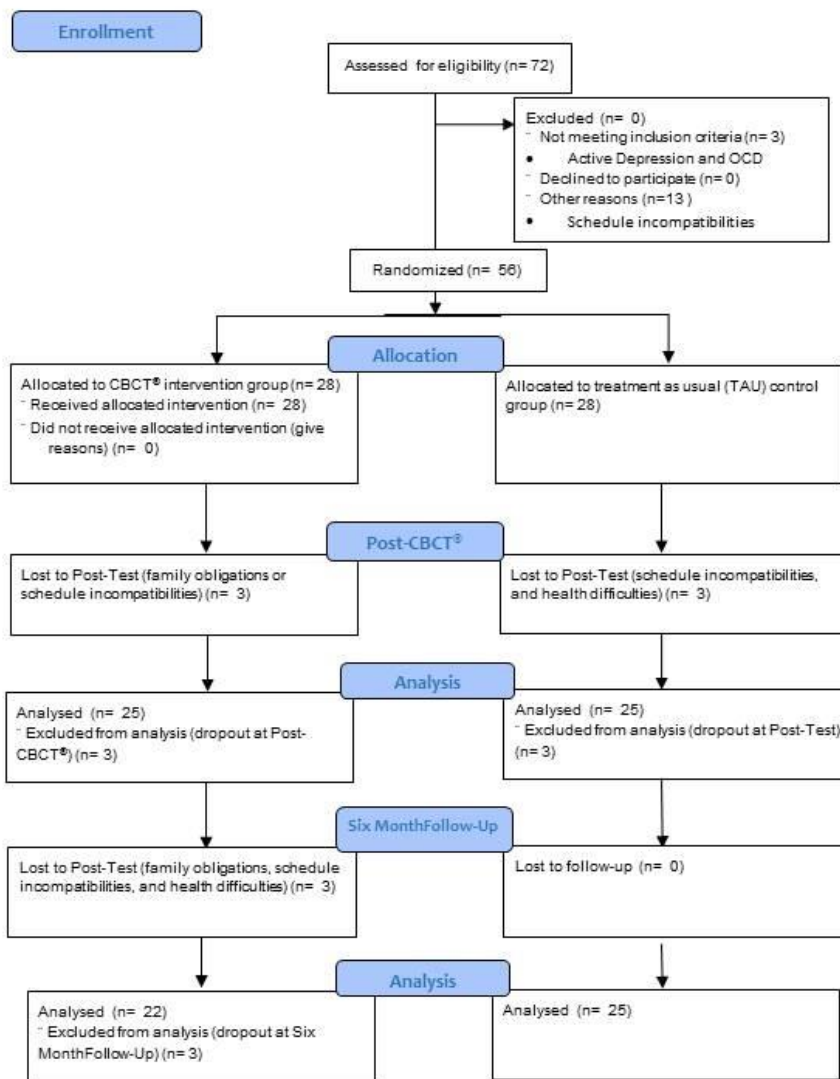 Enrollment
Assessed for eligibility (n= 72)
Excluded (n= 0)
¨ Not meeting inclusion criteria (n= 3)
• Active Depression and OCD
¨ Declined to participate (n= 0)
¨ Other reasons (n=13 )
• Schedule incompatibilities
Randomized (n= 56)
Allocation
Allocated to CBCT® intervention group (n= 28)
¨ Received allocated intervention (n= 28)
¨ Did not receive allocated intervention (give
reasons) (n= 0)
Allocated to treatment as usual (TAU) control
group (n= 28)
Post-CBCT®
Lost to Post-Test (family obligations or
schedule incompatibilities) (n= 3)
Lost to Post-Test (schedule incompatibilities,
and health difficulties) (n= 3)
Analysis
Analysed (n= 25)
¨ Excluded from analysis (dropout at Post-
CBCT®) (n= 3)
Analysed (n= 25)
¨ Excluded from analysis (dropout at Post-Test)
(n= 3)
Six MonthFollow-Up
Lost to Post-Test (family obligations, schedule
incompatibilities, and health difficulties) (n= 3)
Lost to follow-up (n= 0)
Analysis
Analysed (n= 22)
¨ Excluded from analysis (dropout at Six
MonthFollow-Up) (n= 3)
Analysed (n= 25)